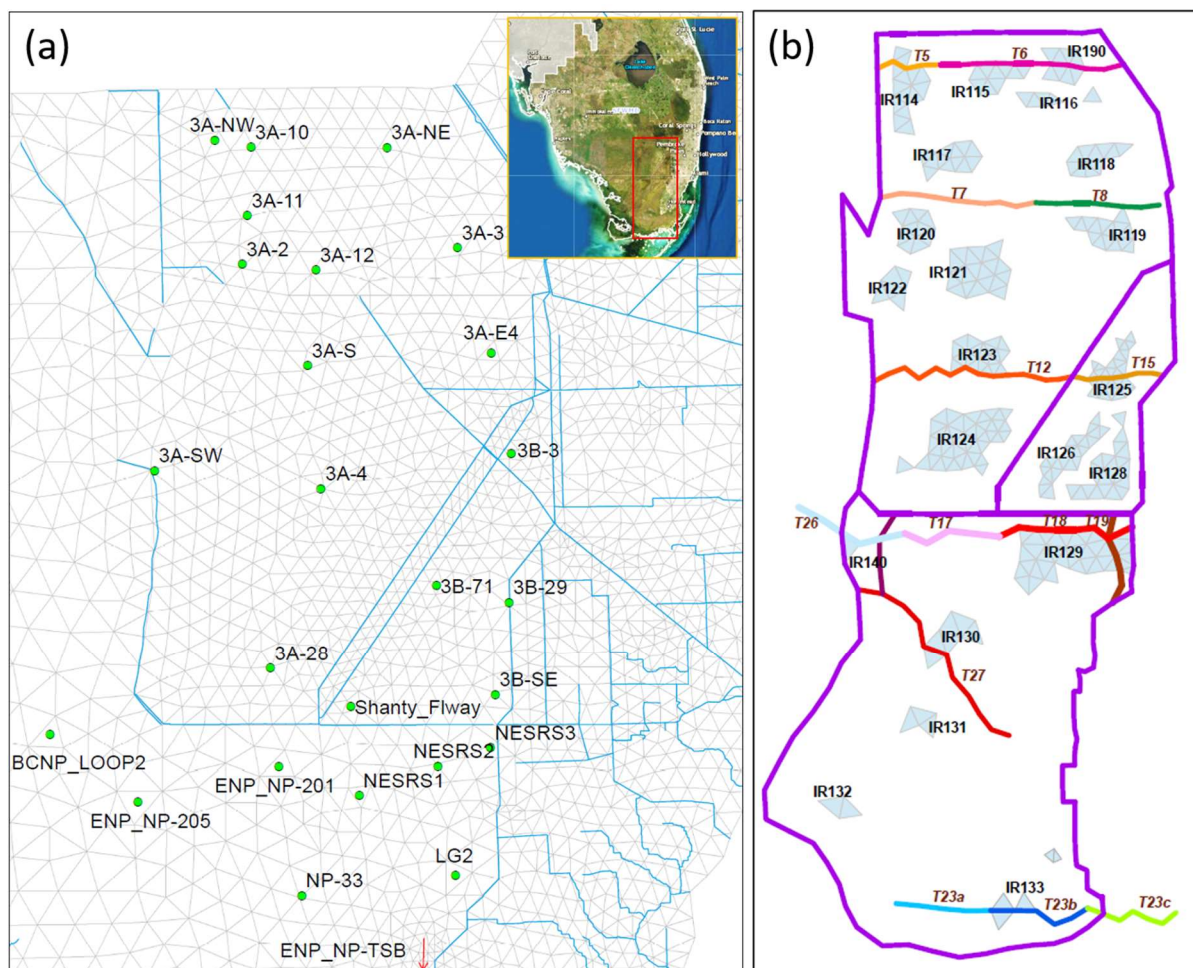 (a)
3A-NW
3A-10
3A-NE
3A-11
3A-2
3A-12
3A-3
3A-S
3A-E4
3A-SW
3A-4
3B-3
3B-71
3B-29
3A-28
3B-SE
Shanty_Flway
BCNP_LOOP2
NESRS3
NESRS2
ENP_NP-201
NESRS1
ENP_NP-205
LG2
NP-33
ENP_NP-TSB
Hollywood
(b)
T5
T6
IR190
IR114
IR115
IR116
IR117
IR118
T7
T8
IR120
IR119
IR121
IR122
IR123
T12
T15
IR125
IR124
IR126
IR128
T26
T17
T18
T19
IR140
IR129
IR130
T27
IR131
IR132
IR133
T23a
T23b
T23c